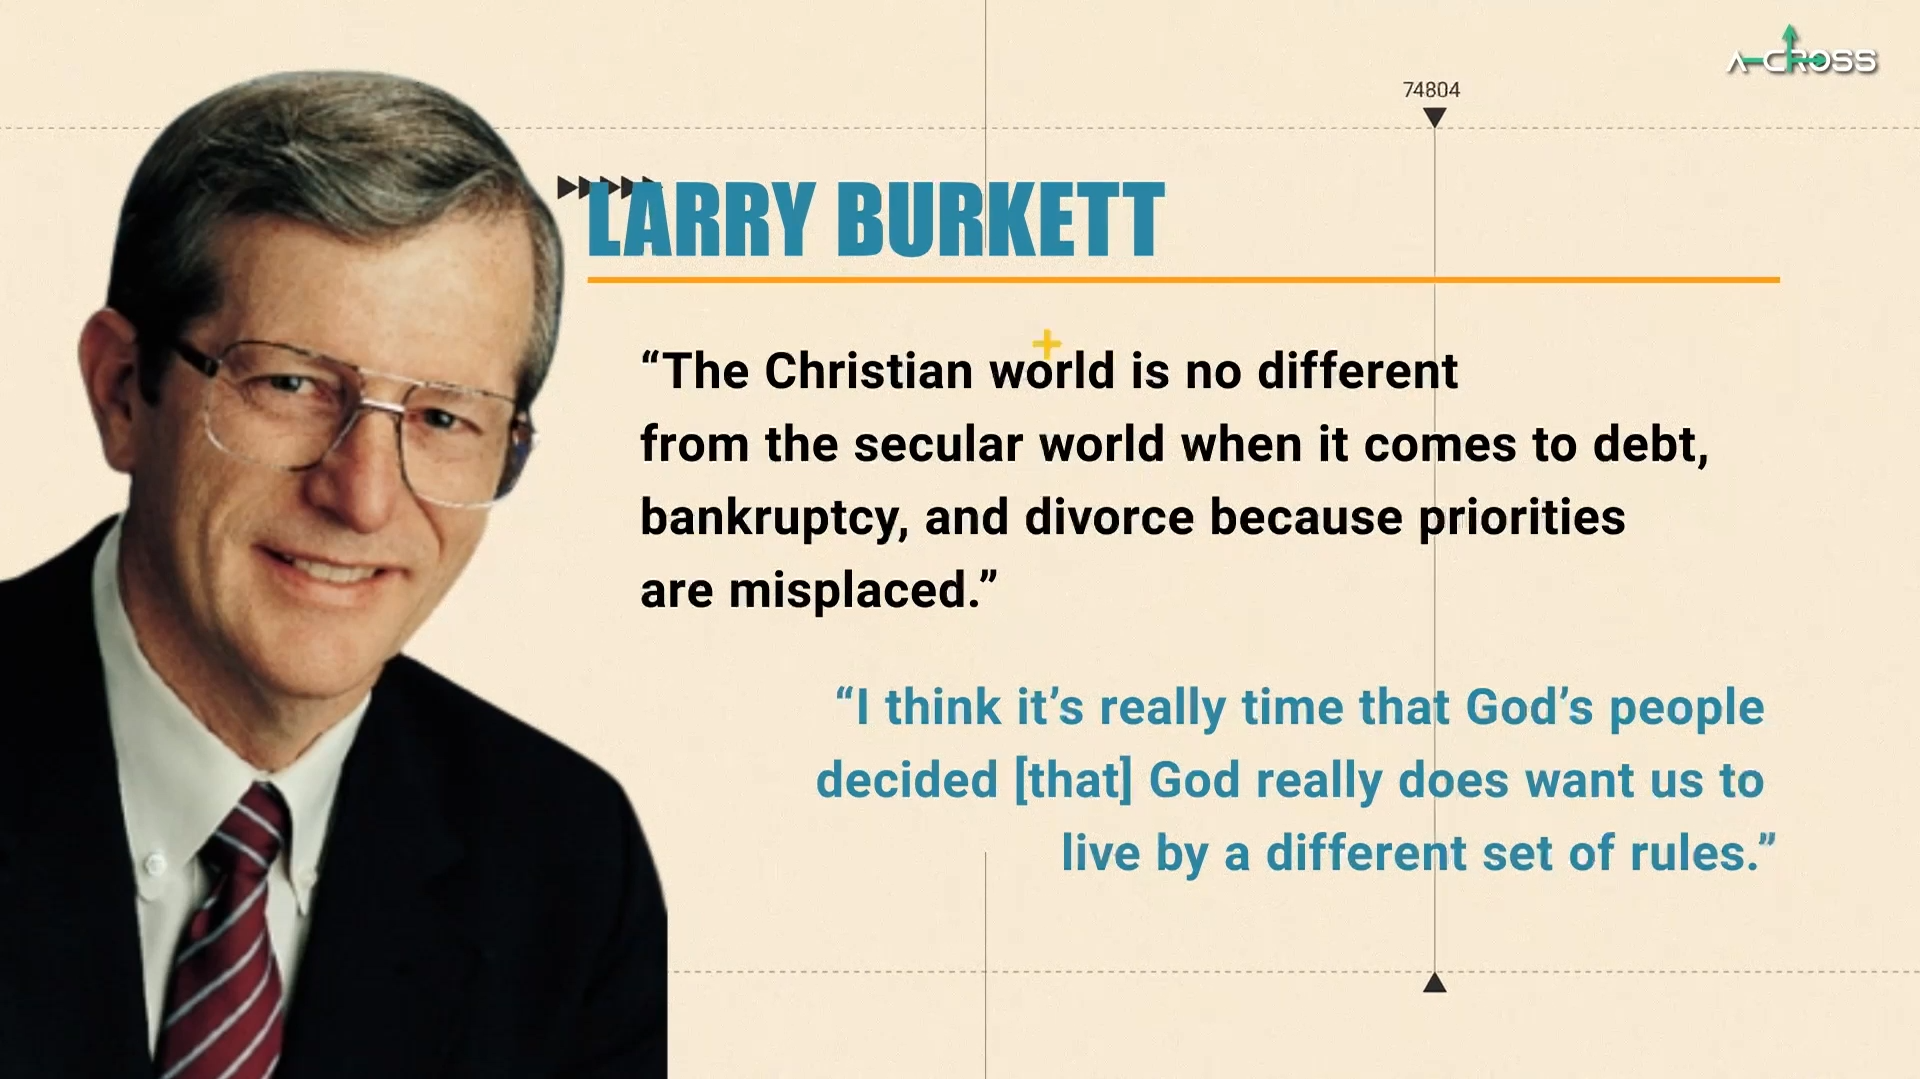 A-CROSS
74804
LARRY BURKETT
“The Christian world is no different
from the secular world when it comes to debt,
bankruptcy, and divorce because priorities
are misplaced.”
“I think it’s really time that God’s people
decided [that] God really does want us to
live by a different set of rules.”